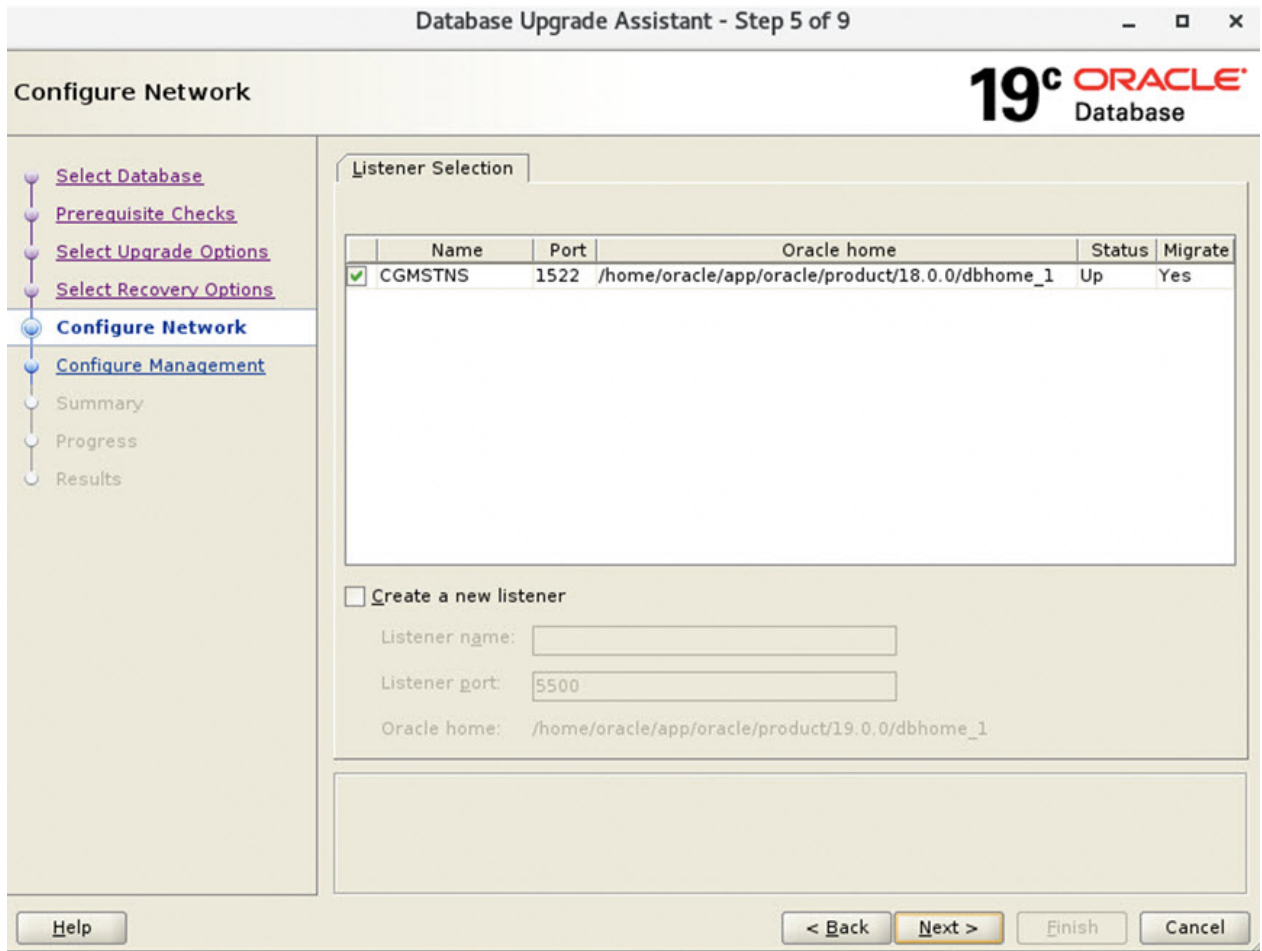 Database Upgrade Assistant - Step 5 of 9
Configure Network
19c ORACLE Database
Select Database
Prerequisite Checks
Select Upgrade Options
Select Recovery Options
Configure Network
Configure Management
Summary
Progress
Results
Listener Selection
Name Port Oracle home Status Migrate
CGMSTNS 1522 /home/oracle/app/oracle/product/18.0.0/dbhome_1 Up Yes
Create a new listener
Listener name:
Listener port: 5500
Oracle home: /home/oracle/app/oracle/product/19.0.0/dbhome_1
Help < Back Next > Finish Cancel